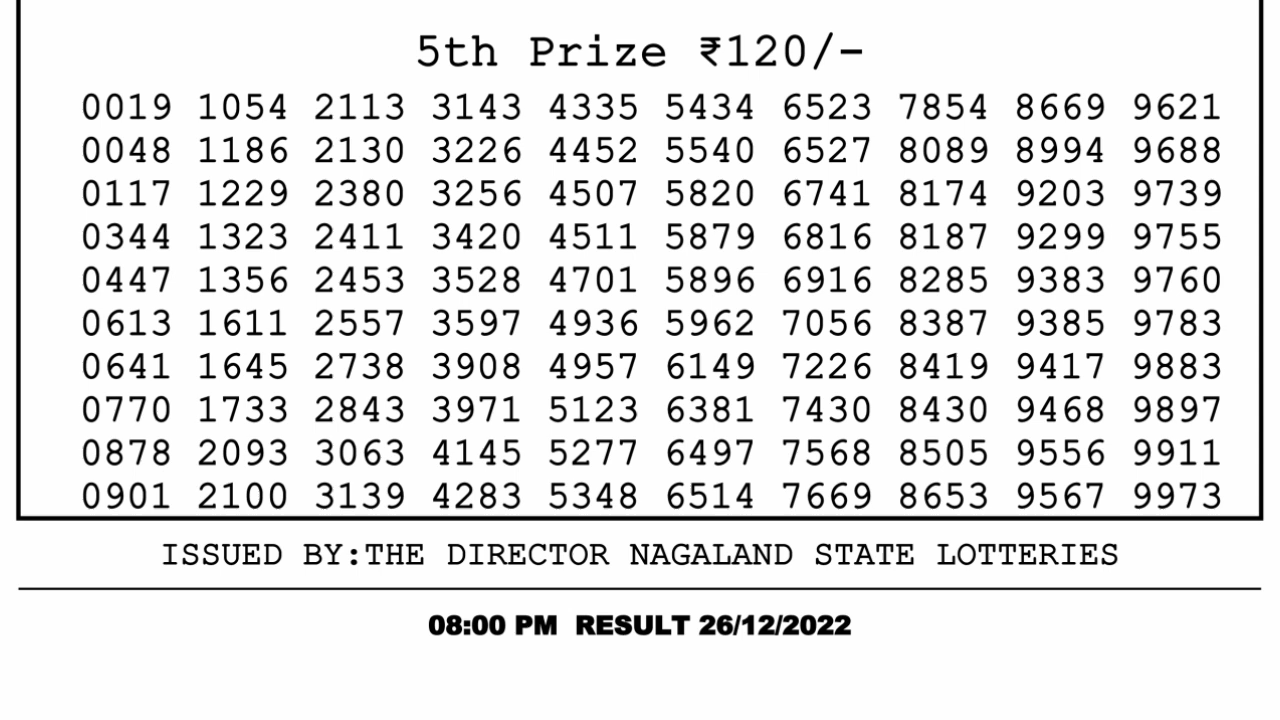 5th Prize ₹120/-
0019 1054 2113 3143 4335 5434 6523 7854 8669 9621
0048 1186 2130 3226 4452 5540 6527 8089 8994 9688
0117 1229 2380 3256 4507 5820 6741 8174 9203 9739
0344 1323 2411 3420 4511 5879 6816 8187 9299 9755
0447 1356 2453 3528 4701 5896 6916 8285 9383 9760
0613 1611 2557 3597 4936 5962 7056 8387 9385 9783
0641 1645 2738 3908 4957 6149 7226 8419 9417 9883
0770 1733 2843 3971 5123 6381 7430 8430 9468 9897
0878 2093 3063 4145 5277 6497 7568 8505 9556 9911
0901 2100 3139 4283 5348 6514 7669 8653 9567 9973
ISSUED BY:THE DIRECTOR NAGALAND STATE LOTTERIES
08:00 PM RESULT 26/12/2022